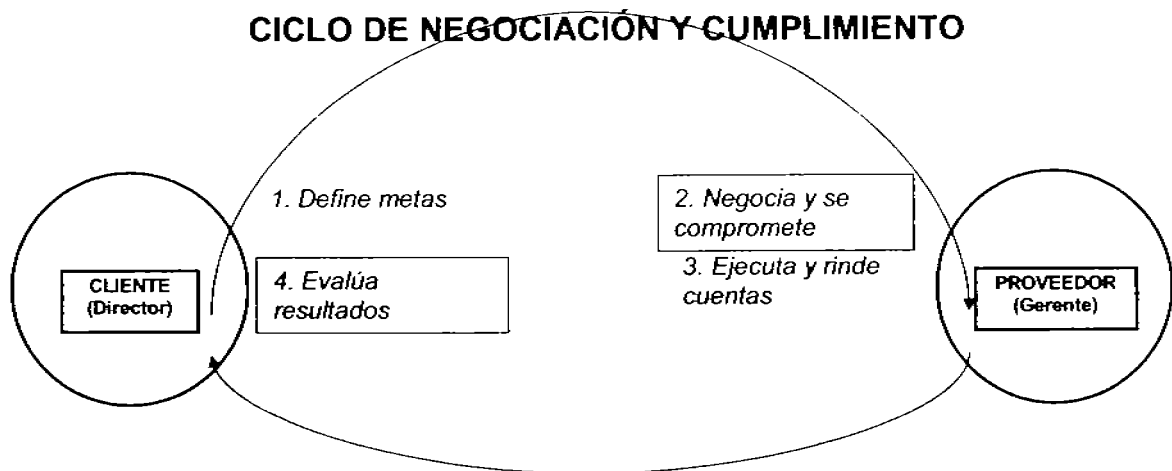 CICLO DE NEGOCIACIÓN Y CUMPLIMIENTO
1. Define metas
2. Negocia y se
compromete
3. Ejecuta y rinde
cuentas
CLIENTE
(Director)
4. Evalúa
resultados
PROVEEDOR
(Gerente)